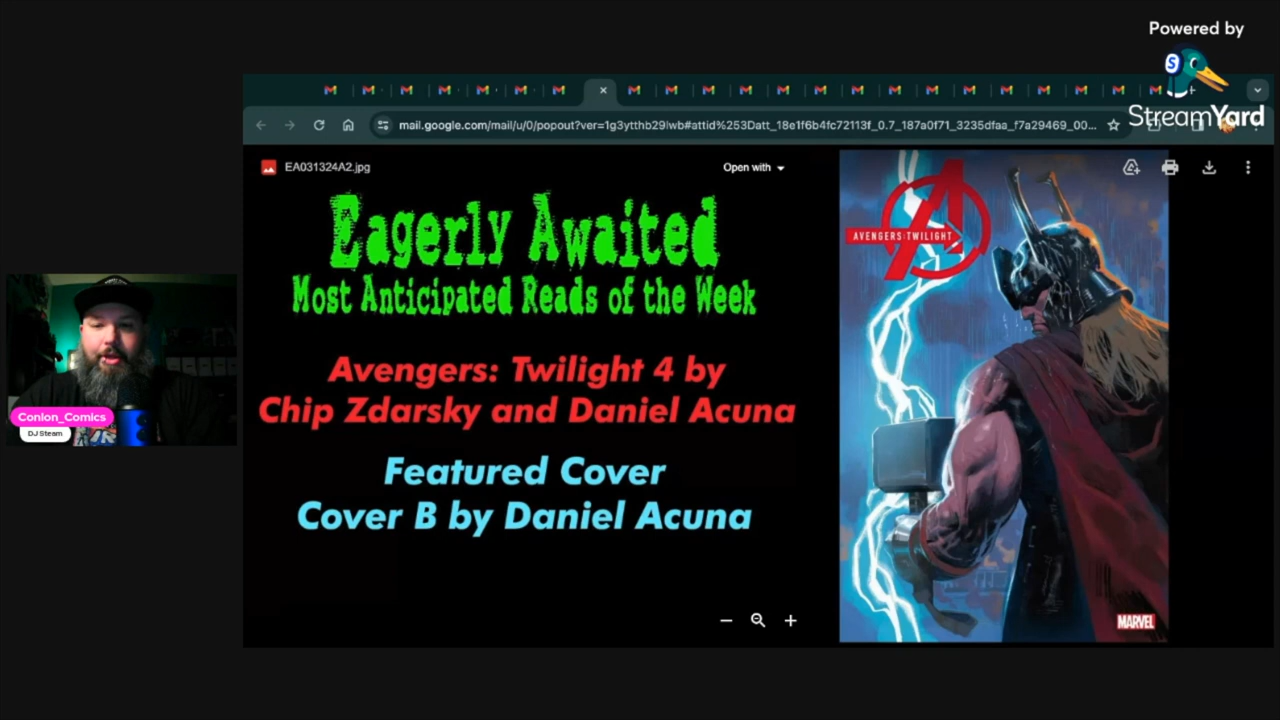 Powered by
StreamYard
mail.google.com/mail/u/0/popout?ver=1g3ytthb29lwb#attid%253Datt_18e1f6b4fc72113f_0.7_187a0f71_3235dfaa_f7a29469_00...
EA031324A2.jpg
Open with
Eagerly Awaited
Most Anticipated Reads of the Week
Avengers: Twilight 4 by
Chip Zdarsky and Daniel Acuna
Featured Cover
Cover B by Daniel Acuna
A
AVENGERS:TWILIGHT
MARVEL
Conlon_Comics
DJ Steam